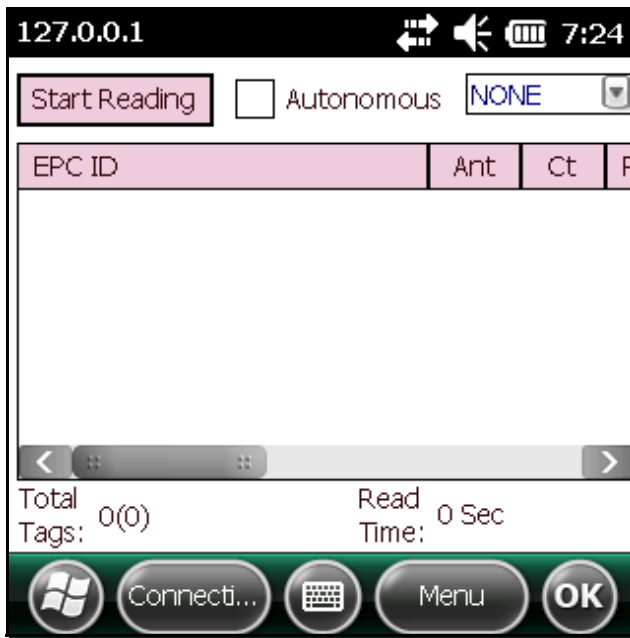 127.0.0.1 7:24
Start Reading Autonomous NONE
EPC ID Ant Ct
Total Tags: 0(0) Read Time: 0 Sec
Connecti... Menu OK